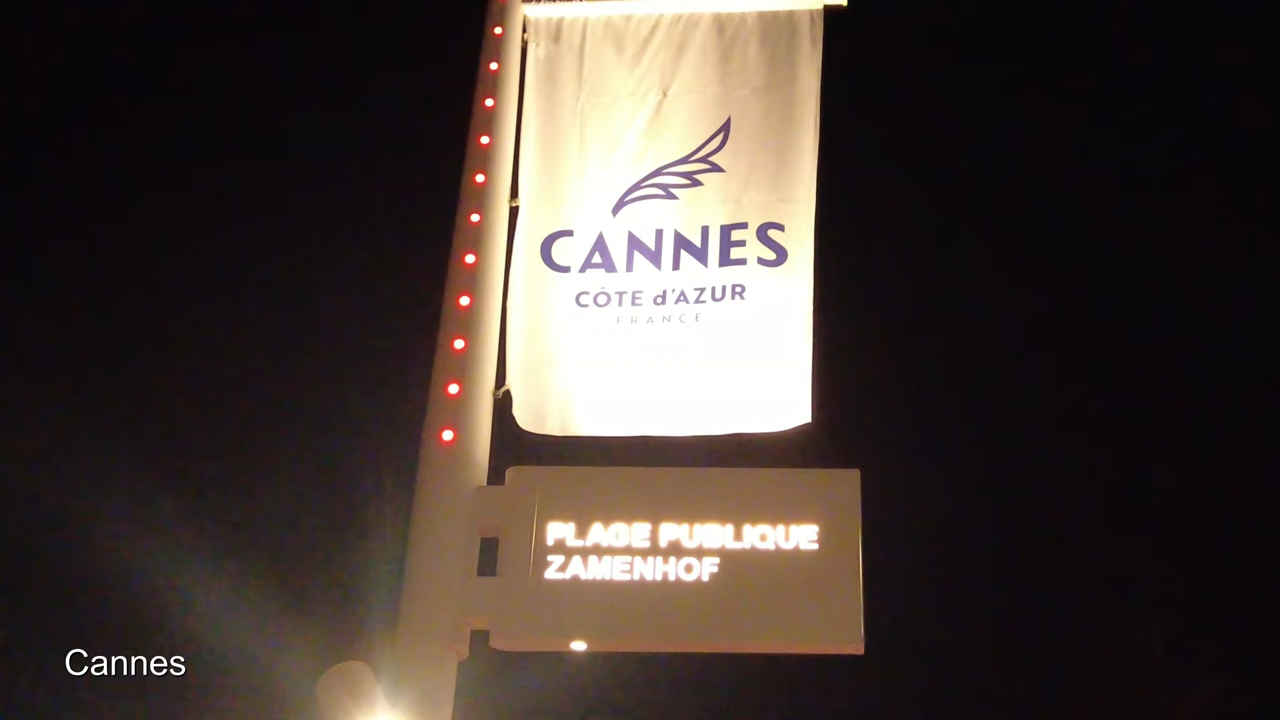 CANNES
CÔTE d'AZUR
FRANCE
PLAGE PUBLIQUE
ZAMENHOF
Cannes